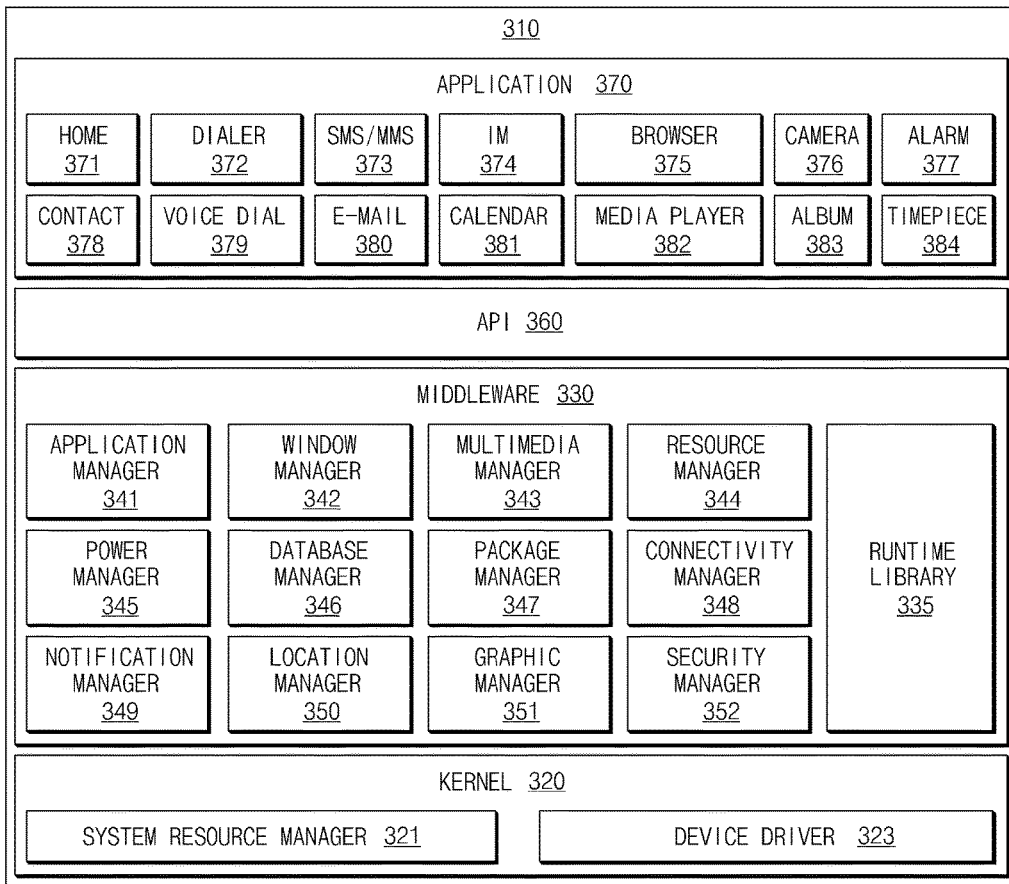 310
APPLICATION 370
HOME
371
DIALER
372
SMS/MMS
373
IM
374
BROWSER
375
CAMERA
376
ALARM
377
CONTACT
378
VOICE DIAL
379
E-MAIL
380
CALENDAR
381
MEDIA PLAYER
382
ALBUM
383
TIMEPIECE
384
API 360
MIDDLEWARE 330
APPLICATION
MANAGER
341
WINDOW
MANAGER
342
MULTIMEDIA
MANAGER
343
RESOURCE
MANAGER
344
POWER
MANAGER
345
DATABASE
MANAGER
346
PACKAGE
MANAGER
347
CONNECTIVITY
MANAGER
348
NOTIFICATION
MANAGER
349
LOCATION
MANAGER
350
GRAPHIC
MANAGER
351
SECURITY
MANAGER
352
RUNTIME
LIBRARY
335
KERNEL 320
SYSTEM RESOURCE MANAGER 321
DEVICE DRIVER 323